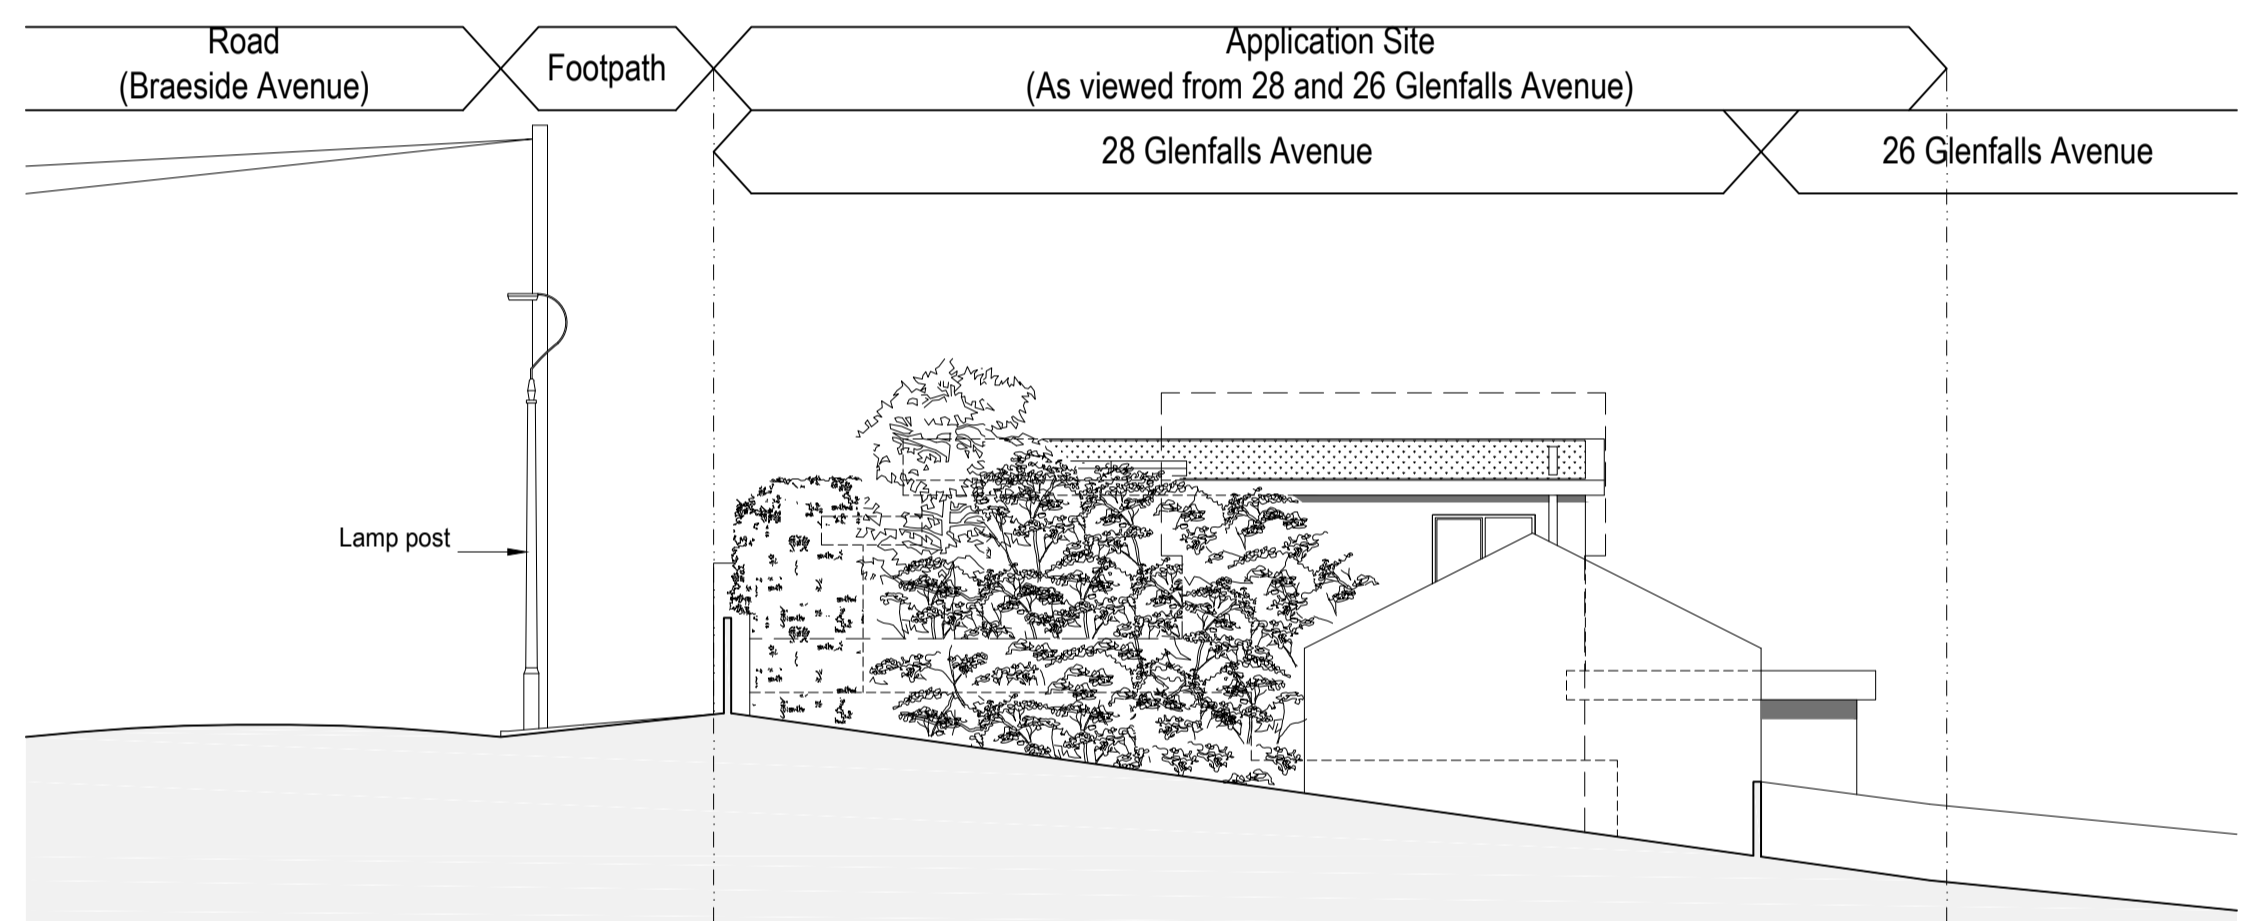 Road
(Braeside Avenue)
Footpath
Application Site
(As viewed from 28 and 26 Glenfalls Avenue)
28 Glenfalls Avenue
26 Glenfalls Avenue
Lamp post